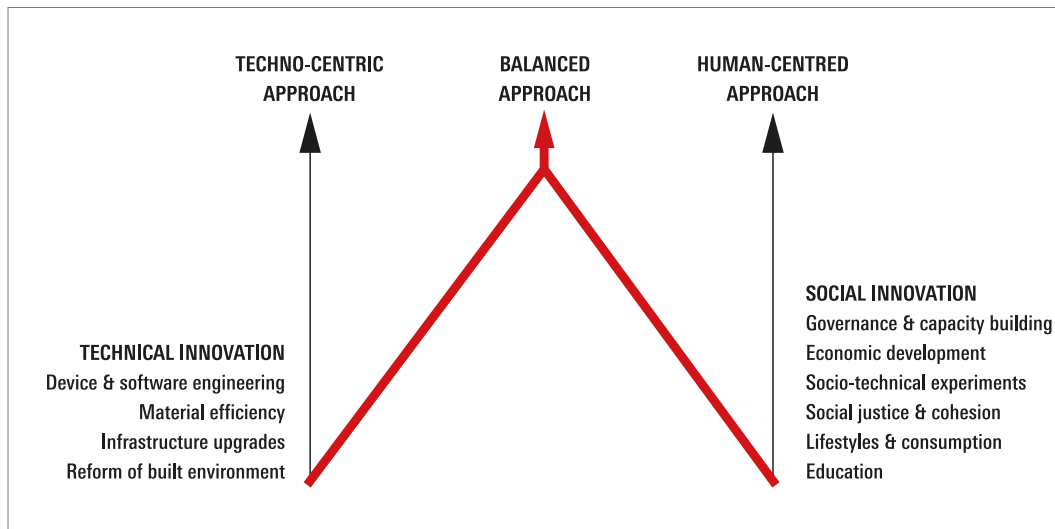 TECHNO-CENTRIC
APPROACH
BALANCED
APPROACH
HUMAN-CENTRED
APPROACH
TECHNICAL INNOVATION
Device & software engineering
Material efficiency
Infrastructure upgrades
Reform of built environment
SOCIAL INNOVATION
Governance & capacity building
Economic development
Socio-technical experiments
Social justice & cohesion
Lifestyles & consumption
Education